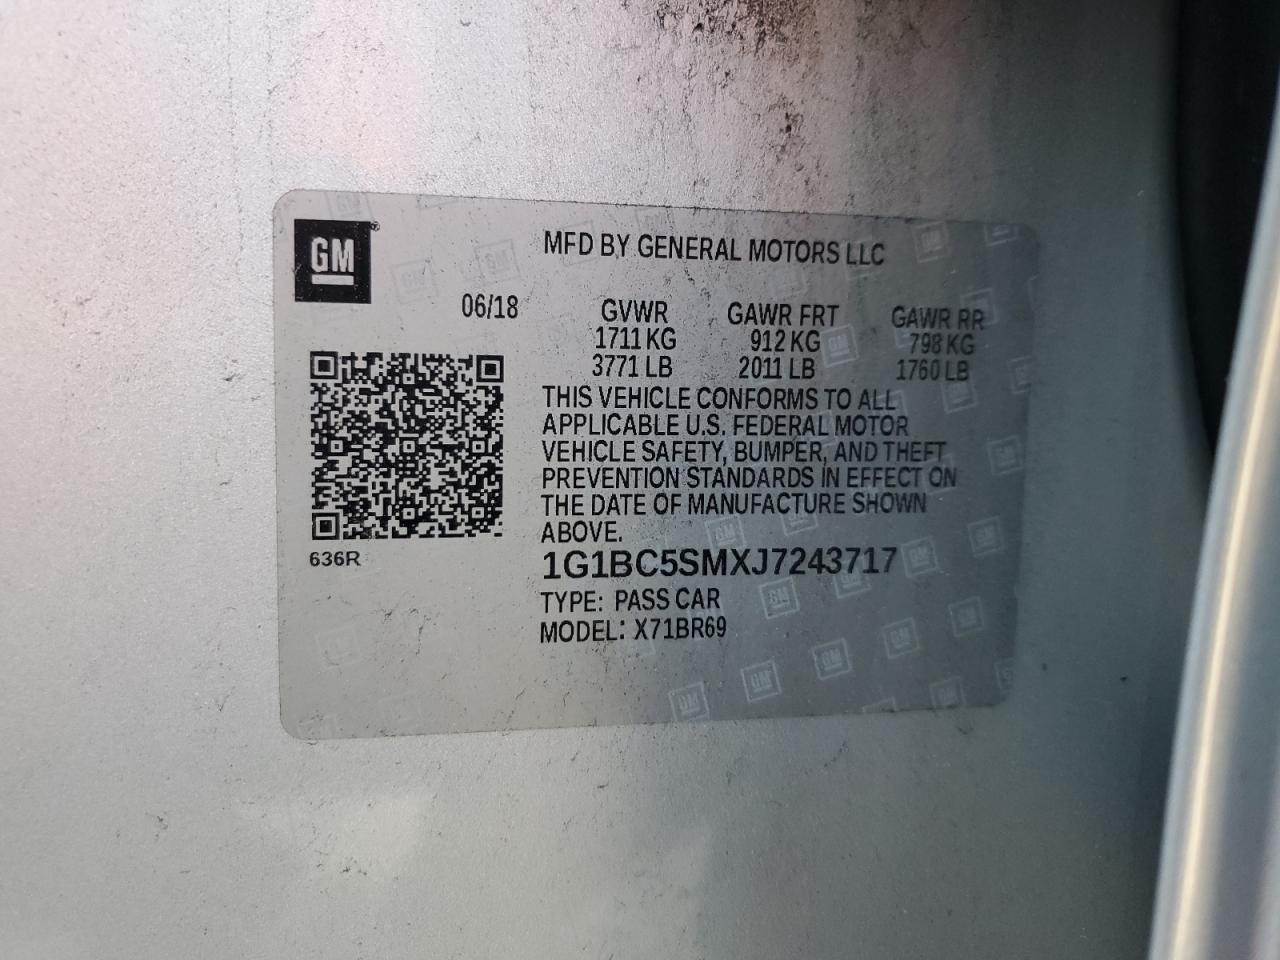 GM
MFD BY GENERAL MOTORS LLC
06/18 GVWR GAWR FRT GAWR RR
1711 KG 912 KG 798 KG
3771 LB 2011 LB 1760 LB
THIS VEHICLE CONFORMS TO ALL
APPLICABLE U.S. FEDERAL MOTOR
VEHICLE SAFETY, BUMPER, AND THEFT
PREVENTION STANDARDS IN EFFECT ON
THE DATE OF MANUFACTURE SHOWN
ABOVE.
636R
1G1BC5SMXJ7243717
TYPE: PASS CAR
MODEL: X71BR69